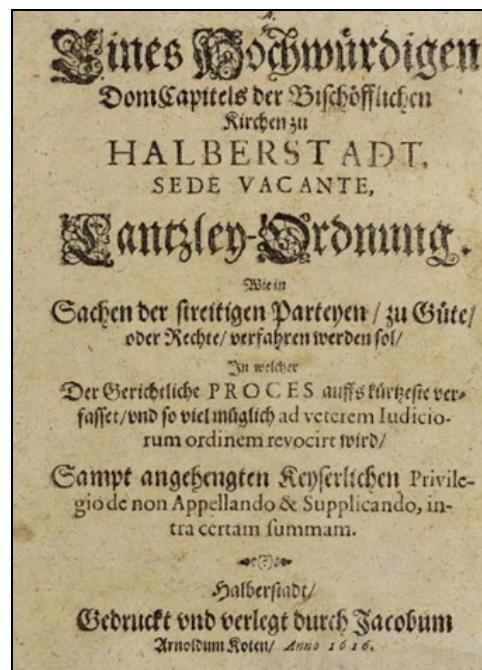 Eines Hochwürdigen
DomCapitels der Bischöfflichen
Kirchen zu
HALBERSTADT,
SEDE VACANTE,
Cantzley-Ordnung.
Wie in
Sachen der streitigen Parteyen / zu Güte/
oder Rechte/ verfahren werden sol/
In welcher
Der Gerichtliche PROCES auffs kürtzeste ver-
fasset/ vnd so viel müglich ad veterem Iudicio-
rum ordinem revocirt wird/
Sampt angehengten Keyserlichen Privile-
gio de non Appellando & Supplicando, in-
tra certam summam.
Halberstadt/
Gedruckt vnd verlegt durch Jacobum
Arnoldum Koten/ Anno 1616.